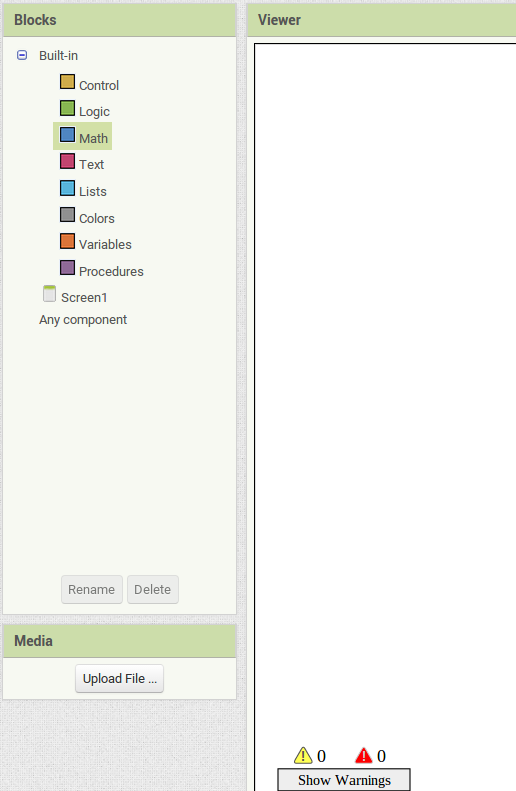 Blocks
Built-in
Control
Logic
Math
Text
Lists
Colors
Variables
Procedures
Screen1
Any component
Rename Delete
Media
Upload File ...
Viewer
0 0
Show Warnings